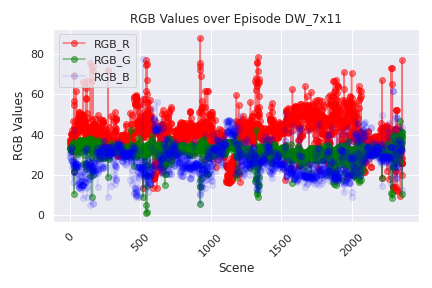 RGB Values over Episode DW_7x11
RGB_R
RGB_G
RGB_B
RGB Values
80
60
40
20
0
0
500
1000
1500
2000
Scene